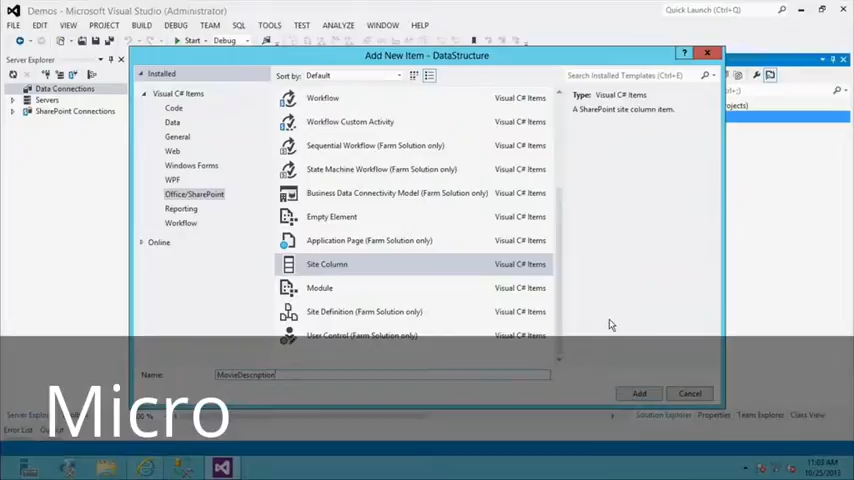 Demos - Microsoft Visual Studio (Administrator)
Quick Launch (Ctrl+Q)
FILE EDIT VIEW PROJECT BUILD DEBUG TEAM SQL TOOLS TEST ANALYZE WINDOW HELP
Start Debug
Server Explorer
Data Connections
Servers
SharePoint Connections
Add New Item - DataStructure
Installed
Sort by: Default
Search Installed Templates (Ctrl+E)
Visual C# Items
Code
Data
General
Web
Windows Forms
WPF
Office/SharePoint
Reporting
Workflow
Online
Workflow Visual C# Items
Workflow Custom Activity Visual C# Items
Sequential Workflow (Farm Solution only) Visual C# Items
State Machine Workflow (Farm Solution only) Visual C# Items
Business Data Connectivity Model (Farm Solution only) Visual C# Items
Empty Element Visual C# Items
Application Page (Farm Solution only) Visual C# Items
Site Column Visual C# Items
Module Visual C# Items
Site Definition (Farm Solution only) Visual C# Items
User Control (Farm Solution only) Visual C# Items
Type: Visual C# Items
A SharePoint site column item.
Name: MovieDescription
Add Cancel
Micro
Server Explorer
Solution Explorer Properties Team Explorer Class View
Error List
11:03 AM
10/25/2013